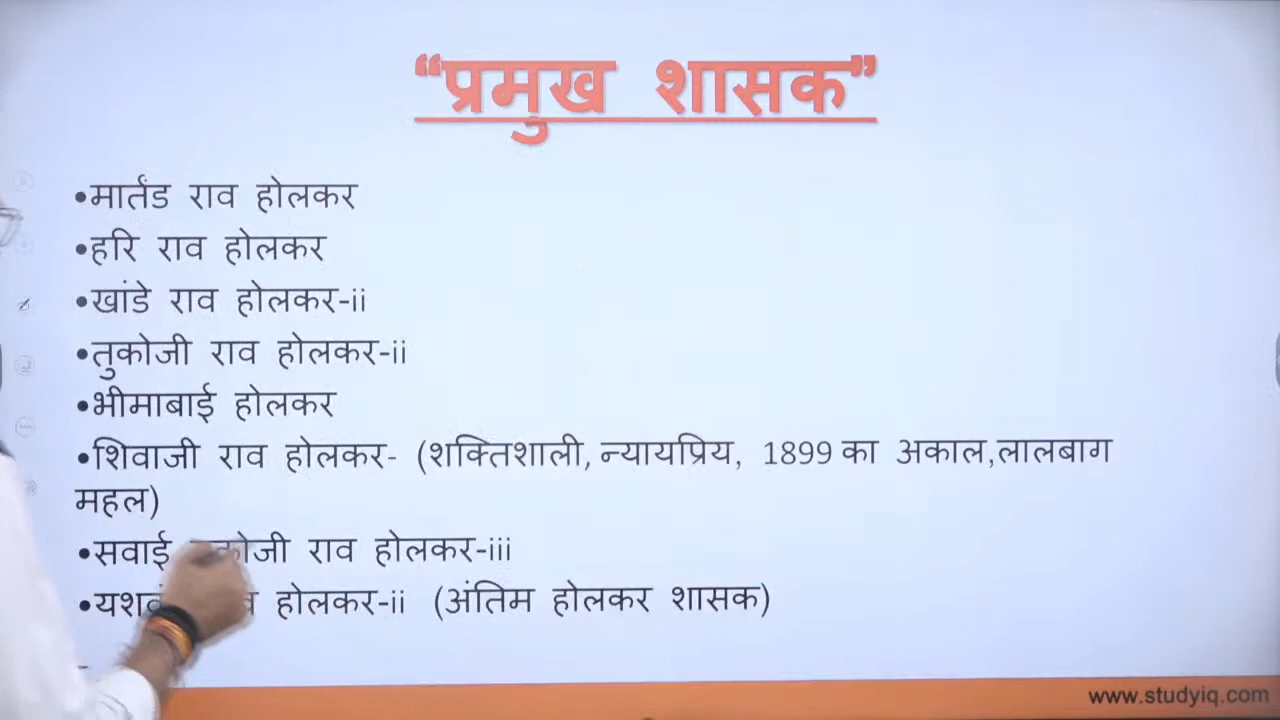 “प्रमुख शासक”
•मार्तंड राव होलकर
•हरि राव होलकर
•खांडे राव होलकर-ii
•तुकोजी राव होलकर-ii
•भीमाबाई होलकर
•शिवाजी राव होलकर- (शक्तिशाली, न्यायप्रिय, 1899 का अकाल,लालबाग
महल)
•सवाई राव होलकर-iii
• होलकर-ii (अंतिम होलकर शासक)
www.studyiq.com